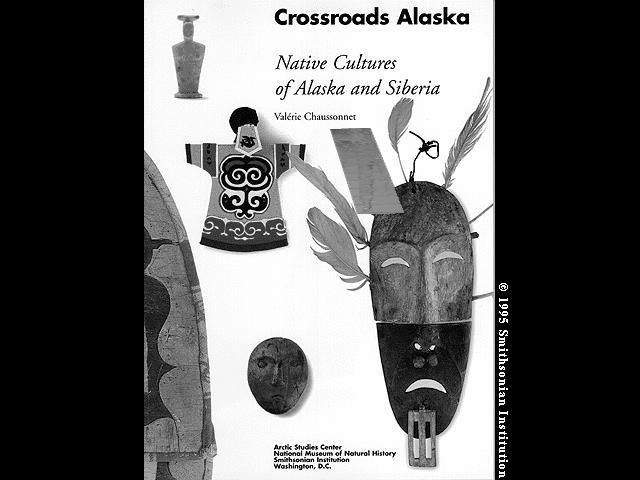 Crossroads Alaska
Native Cultures
of Alaska and Siberia
Valérie Chaussonnet
Arctic Studies Center
National Museum of Natural History
Smithsonian Institution
Washington, D.C.
© 1995 Smithsonian Institution